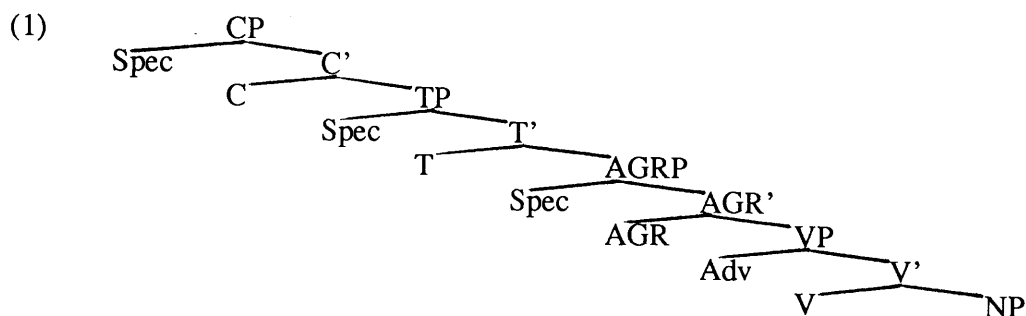 (1)
CP
Spec C'
C TP
Spec T'
T AGRP
Spec AGR'
AGR VP
Adv V'
V NP